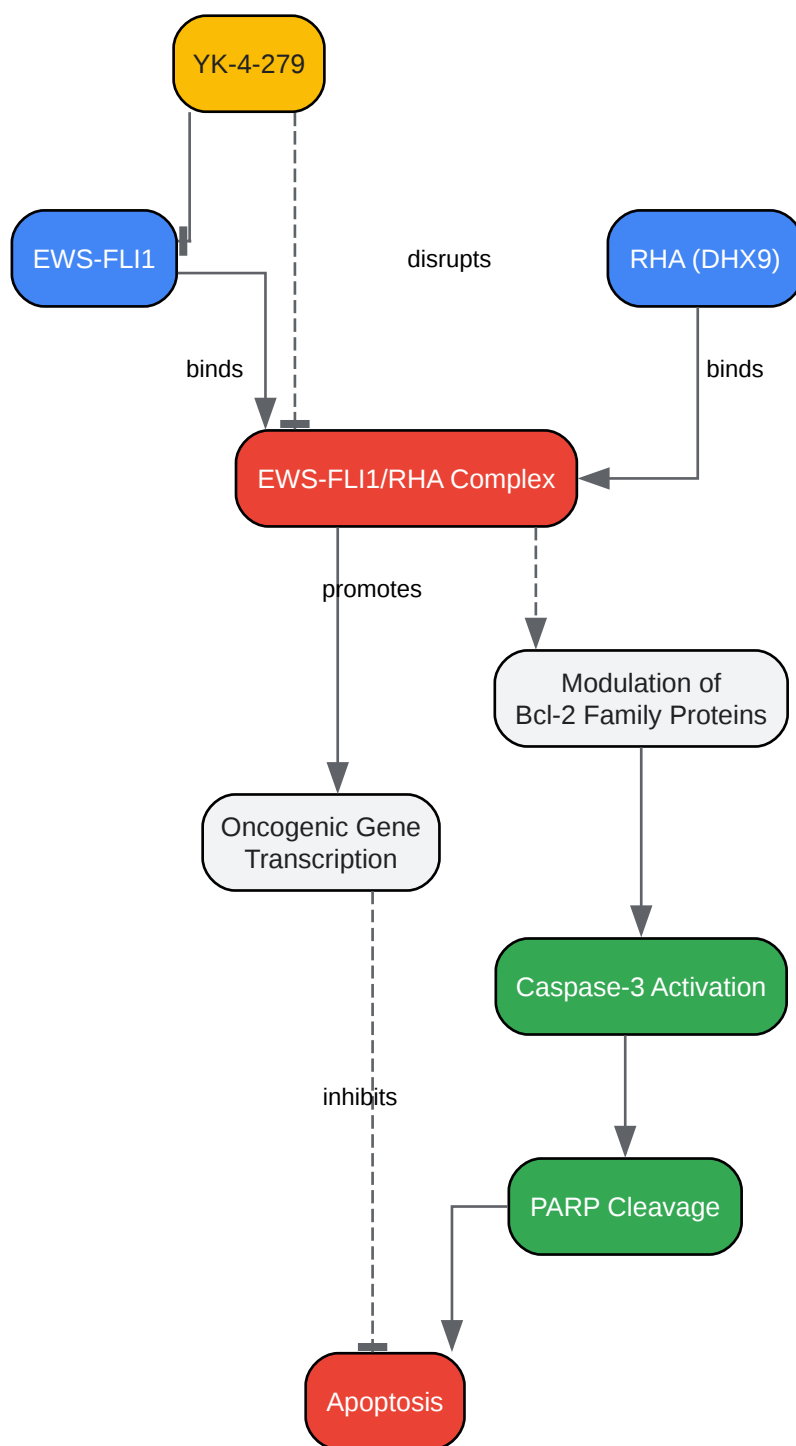 YK-4-279
EWS-FLI1
disrupts
RHA (DHX9)
binds
binds
EWS-FLI1/RHA Complex
promotes
Modulation of
Bcl-2 Family Proteins
Oncogenic Gene
Transcription
Caspase-3 Activation
inhibits
PARP Cleavage
Apoptosis